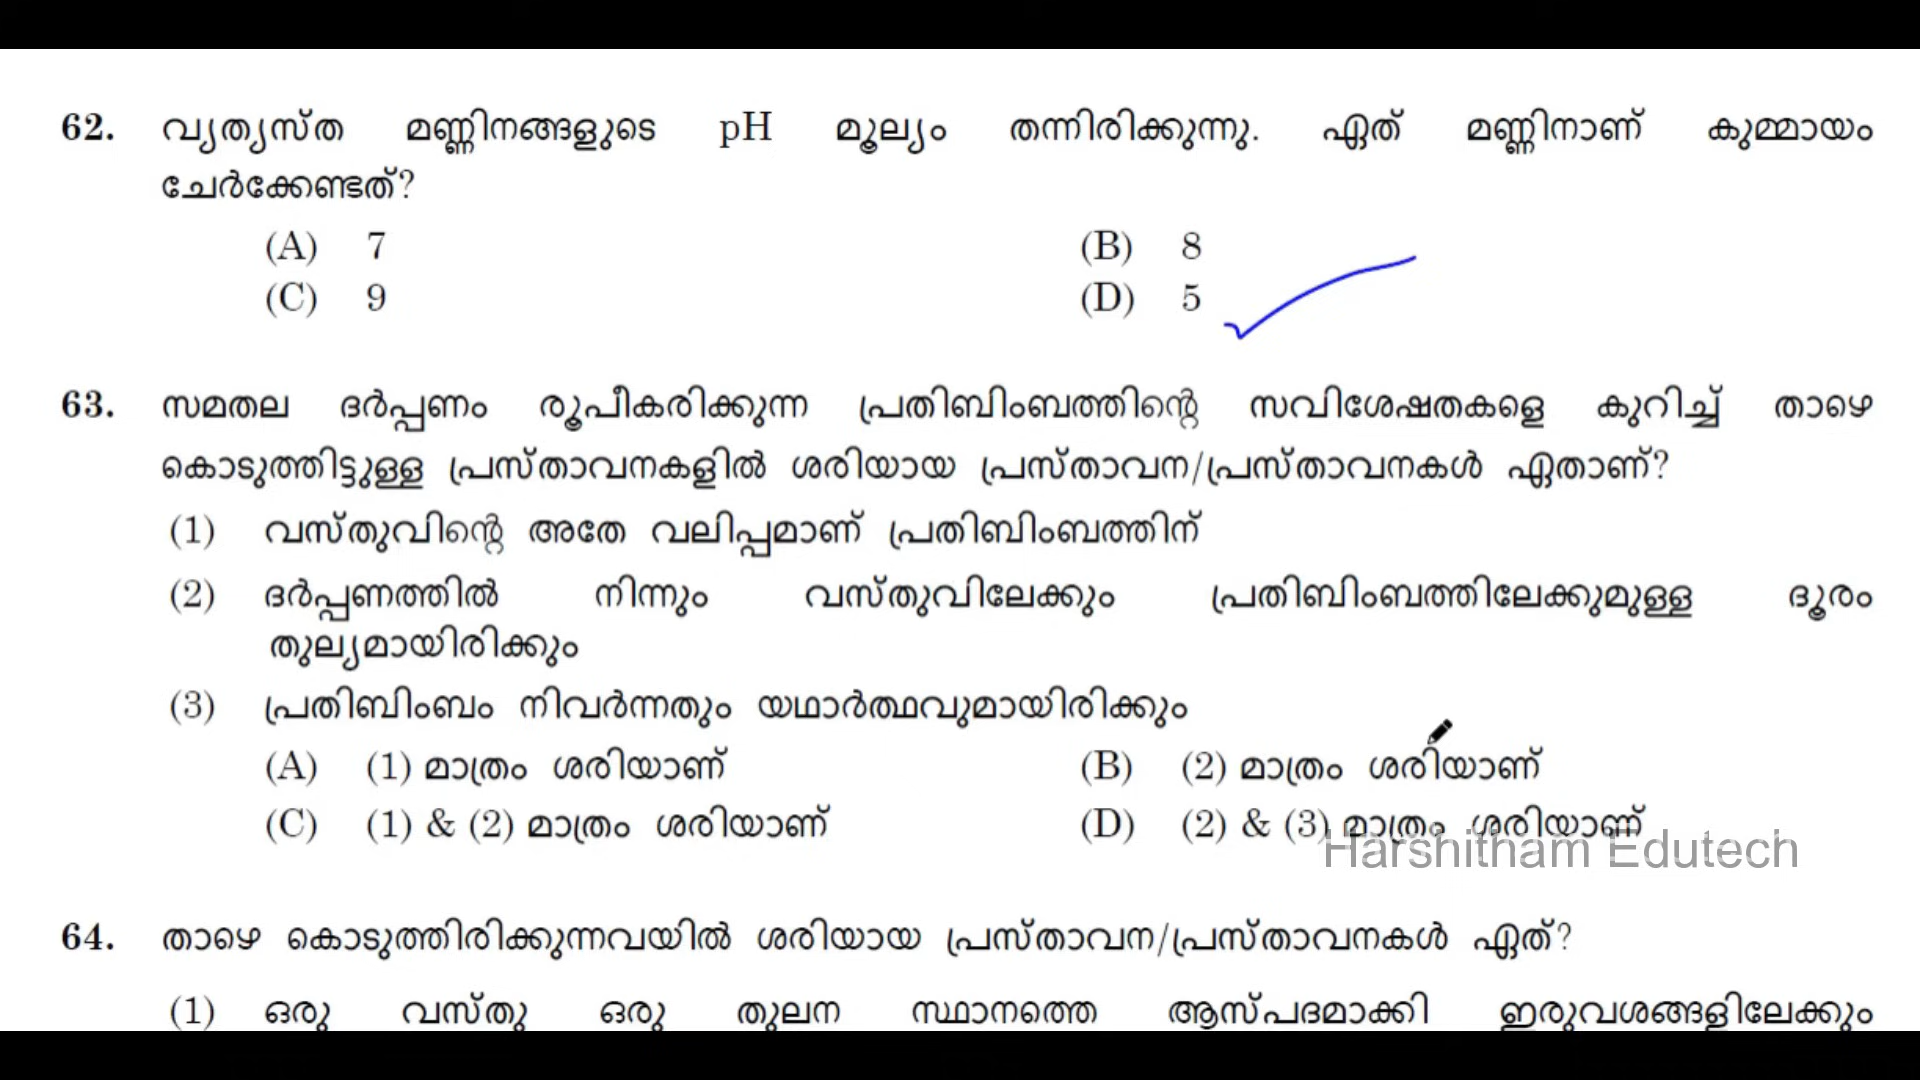 62. വ്യത്യസ്ത മണ്ണിനങ്ങളുടെ pH മൂല്യം തന്നിരിക്കുന്നു. ഏത് മണ്ണിനാണ് കുമ്മായം
ചേർക്കേണ്ടത്?
(A) 7 (B) 8
(C) 9 (D) 5
63. സമതല ദർപ്പണം രൂപീകരിക്കുന്ന പ്രതിബിംബത്തിന്റെ സവിശേഷതകളെ കുറിച്ച് താഴെ
കൊടുത്തിട്ടുള്ള പ്രസ്താവനകളിൽ ശരിയായ പ്രസ്താവന/പ്രസ്താവനകൾ ഏതാണ്?
(1) വസ്തുവിന്റെ അതേ വലിപ്പമാണ് പ്രതിബിംബത്തിന്
(2) ദർപ്പണത്തിൽ നിന്നും വസ്തുവിലേക്കും പ്രതിബിംബത്തിലേക്കുമുള്ള ദൂരം
തുല്യമായിരിക്കും
(3) പ്രതിബിംബം നിവർന്നതും യഥാർത്ഥവുമായിരിക്കും
(A) (1) മാത്രം ശരിയാണ് (B) (2) മാത്രം ശരിയാണ്
(C) (1) & (2) മാത്രം ശരിയാണ് (D) (2) & (3) മാത്രം ശരിയാണ്
Harshitham Edutech
64. താഴെ കൊടുത്തിരിക്കുന്നവയിൽ ശരിയായ പ്രസ്താവന/പ്രസ്താവനകൾ ഏത്?
(1) ഒരു വസ്തു ഒരു തുലന സ്ഥാനത്തെ ആസ്പദമാക്കി ഇരുവശങ്ങളിലേക്കും